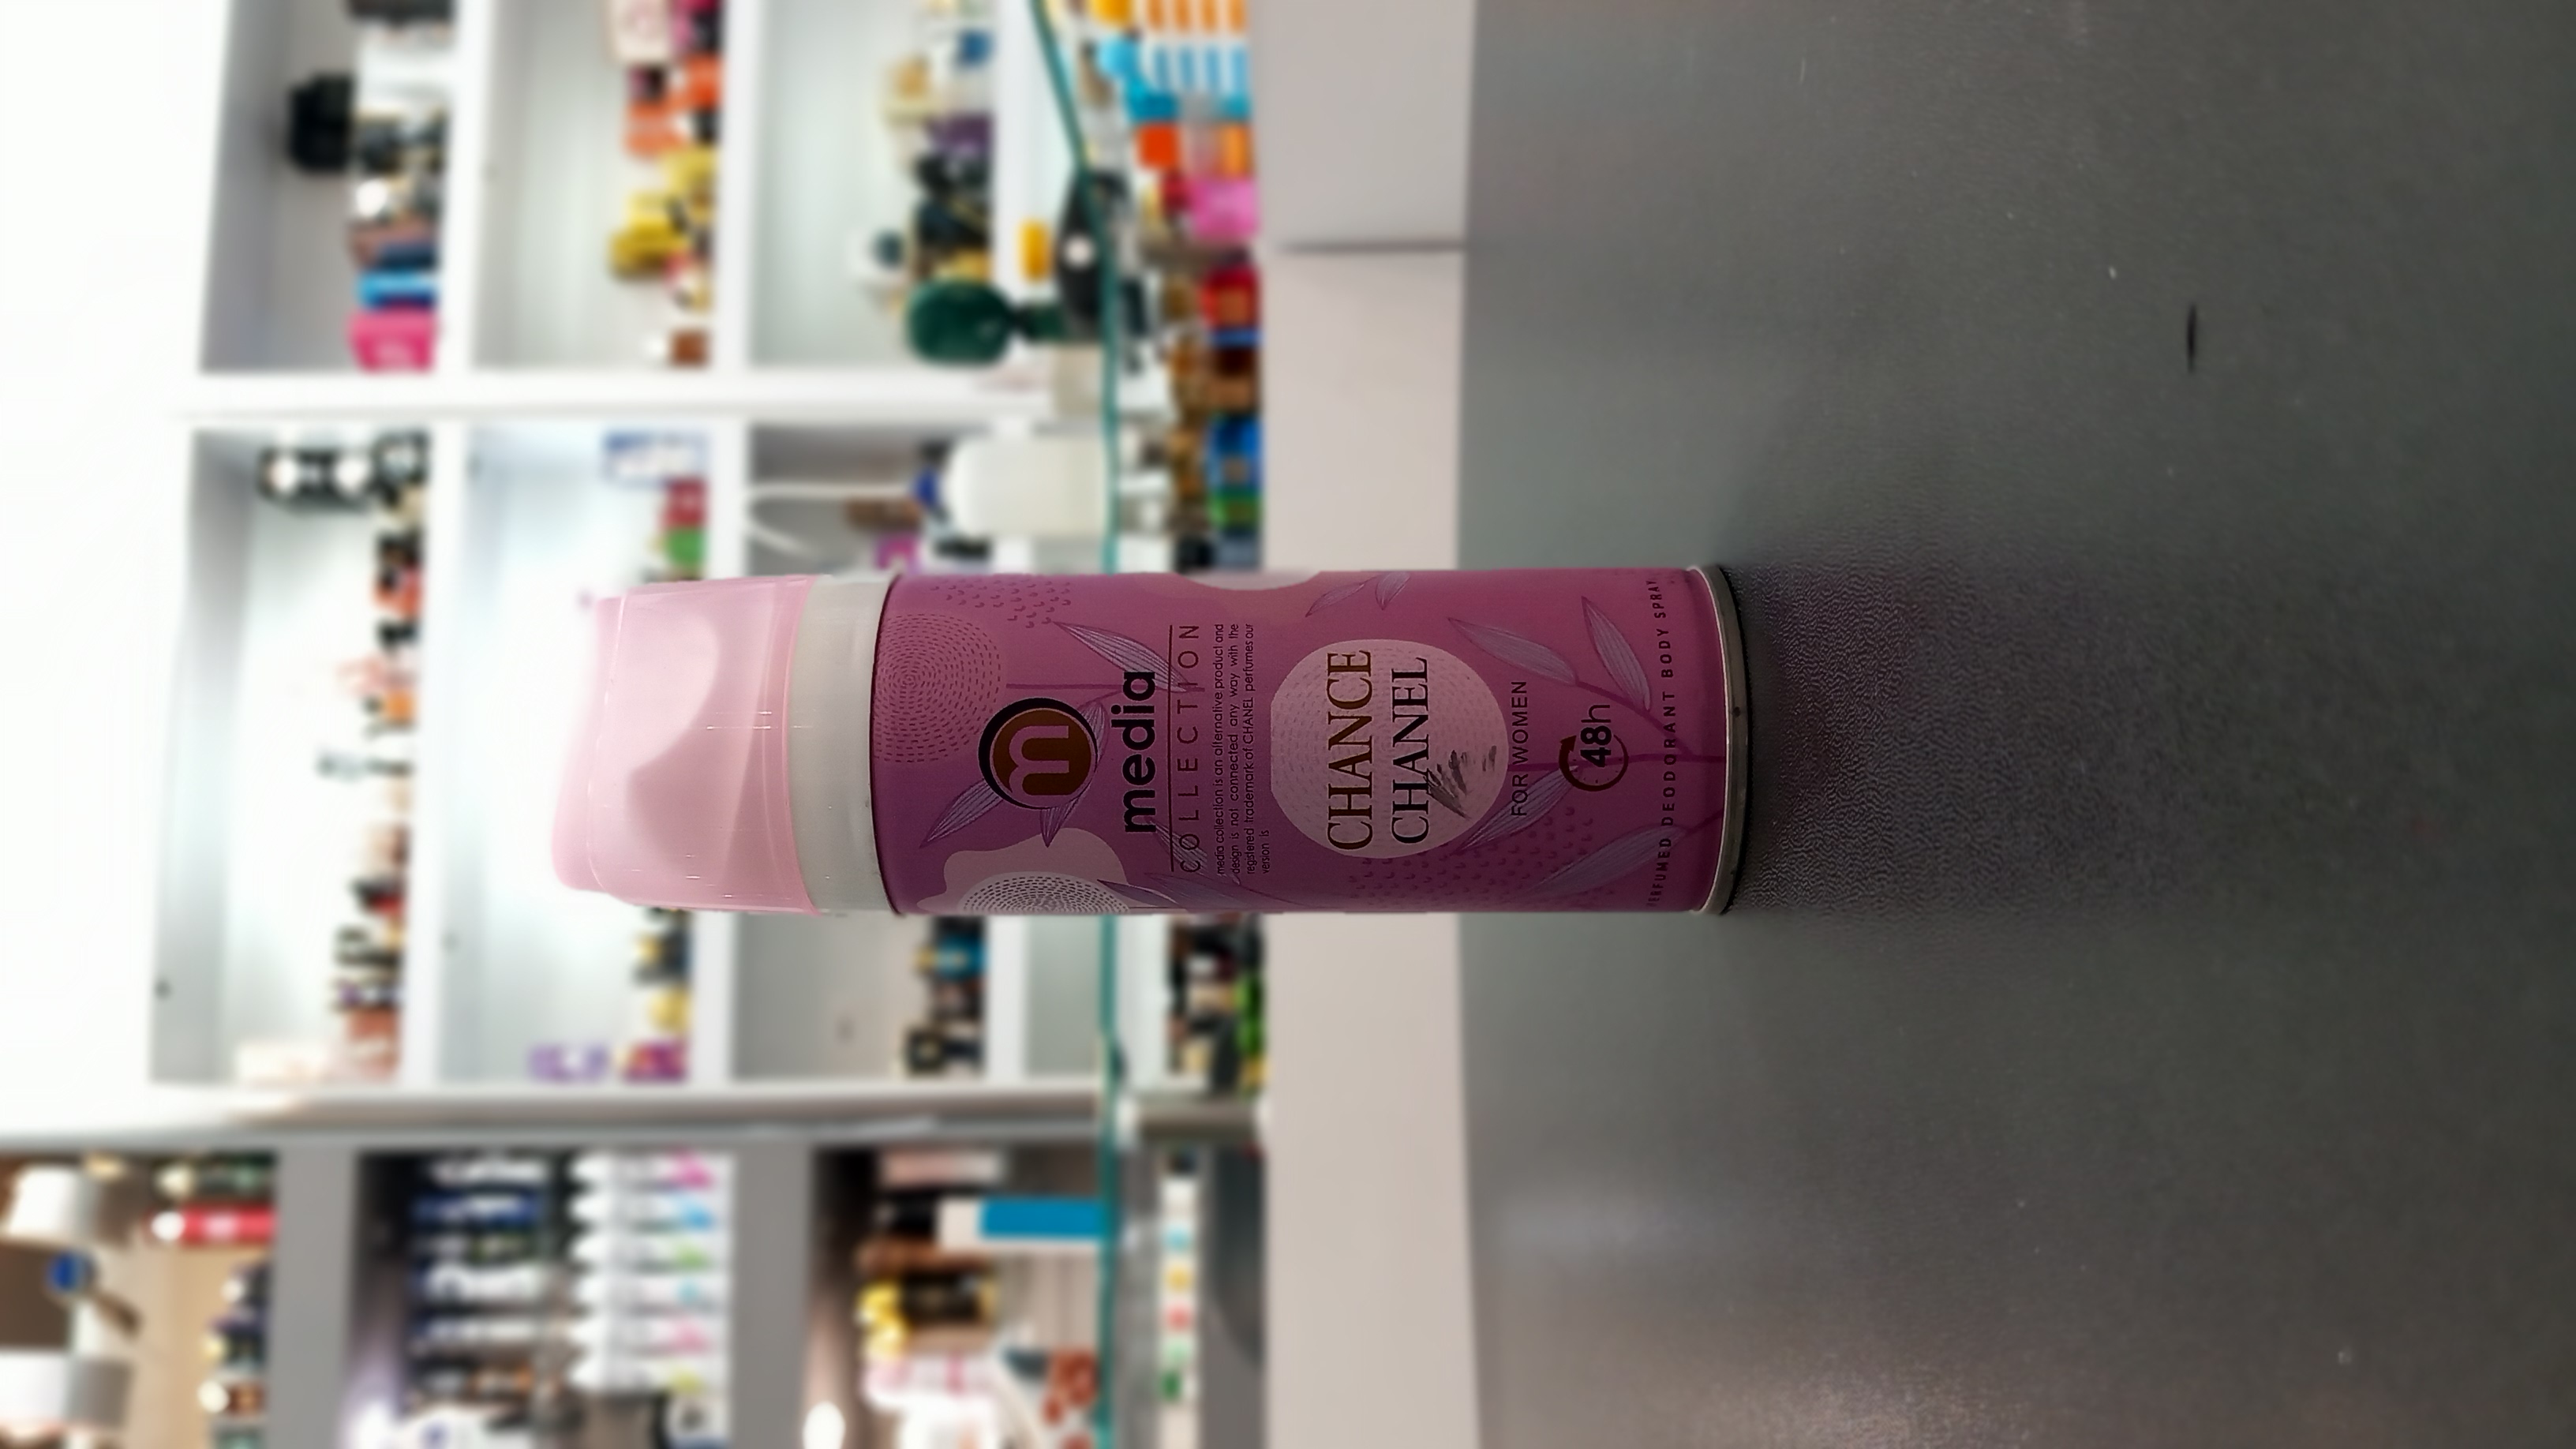 m
media
COLLECTION
media collection is an alternative product and
design is not connected any way with the
registered trademark of CHANEL perfumes our
version is
CHANCE
CHANEL
FOR WOMEN
48h
PERFUMED DEODORANT BODY SPRAY